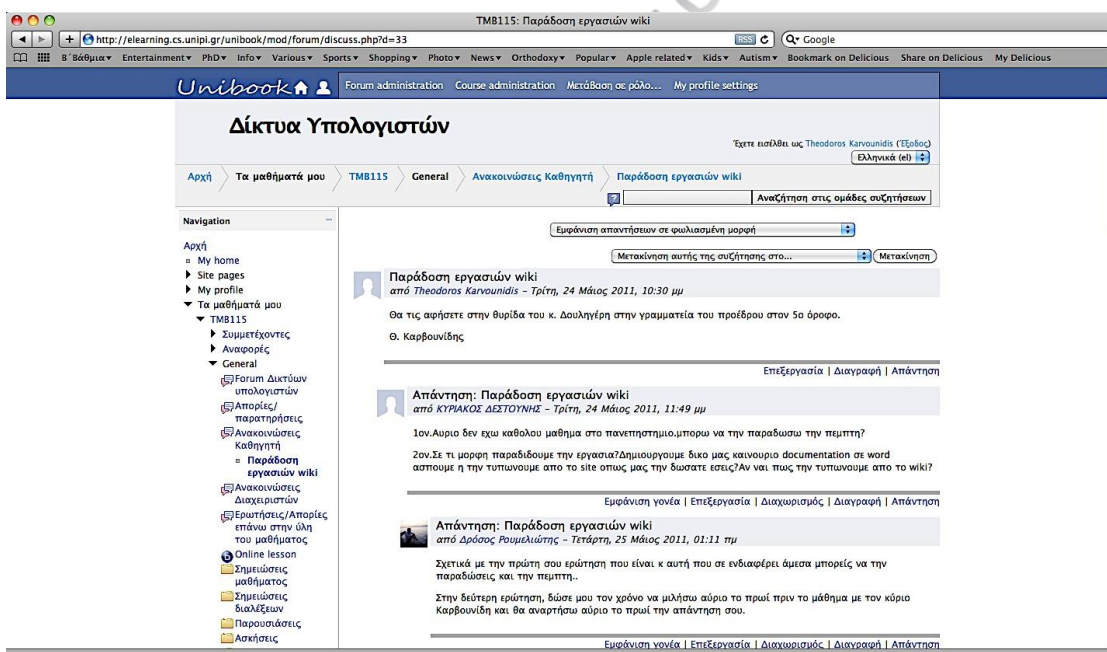 TMB115: Παράδοση εργασιών wiki
http://elearning.cs.unipi.gr/unibook/mod/forum/discuss.php?d=33 RSS Google
Β΄Βάθμια Entertainment PhD Info Various Sports Shopping Photo News Orthodoxy Popular Apple related Kids Autism Bookmark on Delicious Share on Delicious My Delicious
Unibook Forum administration Course administration Μετάβαση σε ρόλο... My profile settings
Δίκτυα Υπολογιστών
Έχετε εισέλθει ως Theodoros Karvounidis (Έξοδος)
Ελληνικά (el)
Αρχή Τα μαθήματά μου TMB115 General Ανακοινώσεις Καθηγητή Παράδοση εργασιών wiki
Αναζήτηση στις ομάδες συζητήσεων
Navigation
Αρχή
My home
Site pages
My profile
Τα μαθήματά μου
TMB115
Συμμετέχοντες
Αναφορές
General
Forum Δικτύων
υπολογιστών
Απορίες/
παρατηρήσεις
Ανακοινώσεις
Καθηγητή
Παράδοση
εργασιών wiki
Ανακοινώσεις
Διαχειριστών
Ερωτήσεις/Απορίες
επάνω στην ύλη
του μαθήματος
Online lesson
Σημειώσεις
μαθήματος
Σημειώσεις
διαλέξεων
Παρουσιάσεις
Ασκήσεις
Εμφάνιση απαντήσεων σε φωλιασμένη μορφή
Μετακίνηση αυτής της συζήτησης στο... Μετακίνηση
Παράδοση εργασιών wiki
από Theodoros Karvounidis - Τρίτη, 24 Μάιος 2011, 10:30 μμ
Θα τις αφήσετε στην θυρίδα του κ. Δουληγέρη στην γραμματεία του προέδρου στον 5ο όροφο.
Θ. Καρβουνίδης
Επεξεργασία | Διαγραφή | Απάντηση
Απάντηση: Παράδοση εργασιών wiki
από ΚΥΡΙΑΚΟΣ ΔΕΣΤΟΥΝΗΣ - Τρίτη, 24 Μάιος 2011, 11:49 μμ
1ον.Αυριο δεν εχω καθολου μαθημα στο πανεπηστημιο.μπορω να την παραδωσω την πεμπτη?
2ον.Σε τι μορφη παραδιδουμε την εργασια?Δημιουργουμε δικο μας καινουριο documentation σε word
ασπουμε η την τυπωνουμε απο το site οπως μας την δωσατε εσεις?Αν ναι πως την τυπωνουμε απο το wiki?
Εμφάνιση γονέα | Επεξεργασία | Διαχωρισμός | Διαγραφή | Απάντηση
Απάντηση: Παράδοση εργασιών wiki
από Δρόσος Ρουμελιώτης - Τετάρτη, 25 Μάιος 2011, 01:11 πμ
Σχετικά με την πρώτη σου ερώτηση που είναι κ αυτή που σε ενδιαφέρει άμεσα μπορείς να την
παραδώσεις και την πεμπτη..
Στην δεύτερη ερώτηση, δώσε μου τον χρόνο να μιλήσω αύριο το πρωί πριν το μάθημα με τον κύριο
Καρβουνίδη και θα αναρτήσω αύριο το πρωί την απάντηση σου.
Εμφάνιση γονέα | Επεξεργασία | Διαχωρισμός | Διαγραφή | Απάντηση